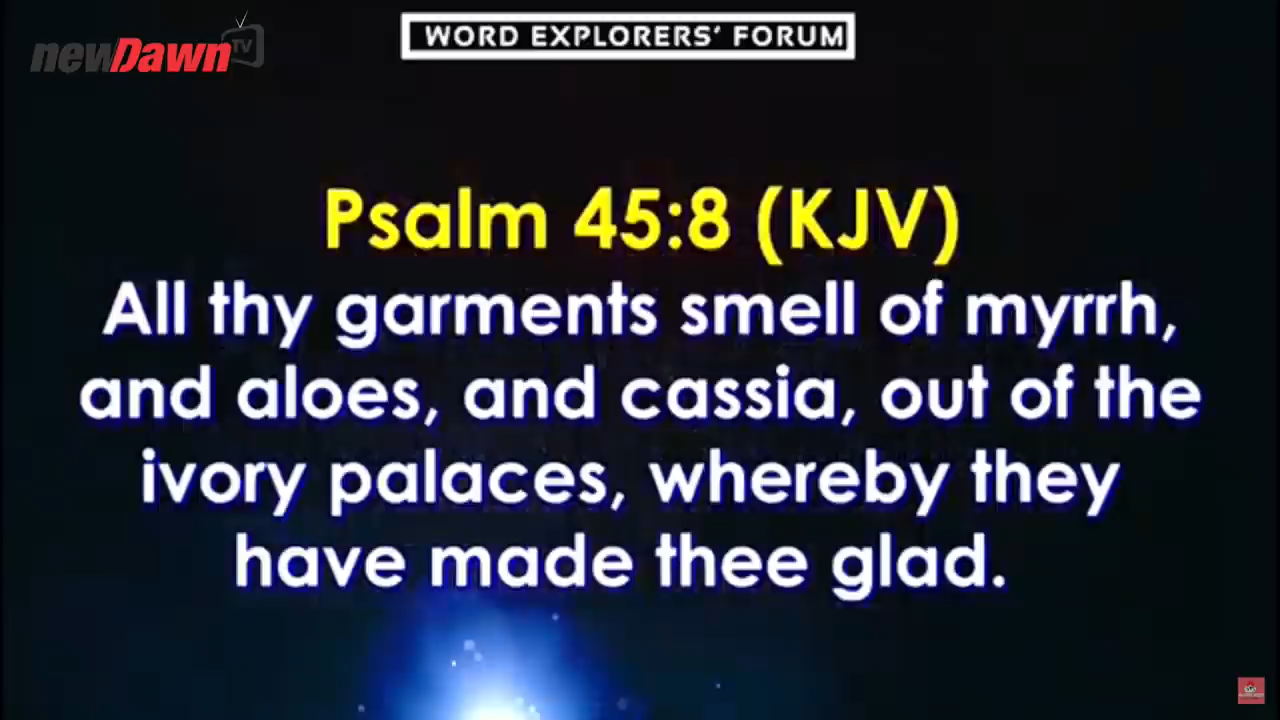 newDawn TV
WORD EXPLORERS' FORUM
Psalm 45:8 (KJV)
All thy garments smell of myrrh,
and aloes, and cassia, out of the
ivory palaces, whereby they
have made thee glad.